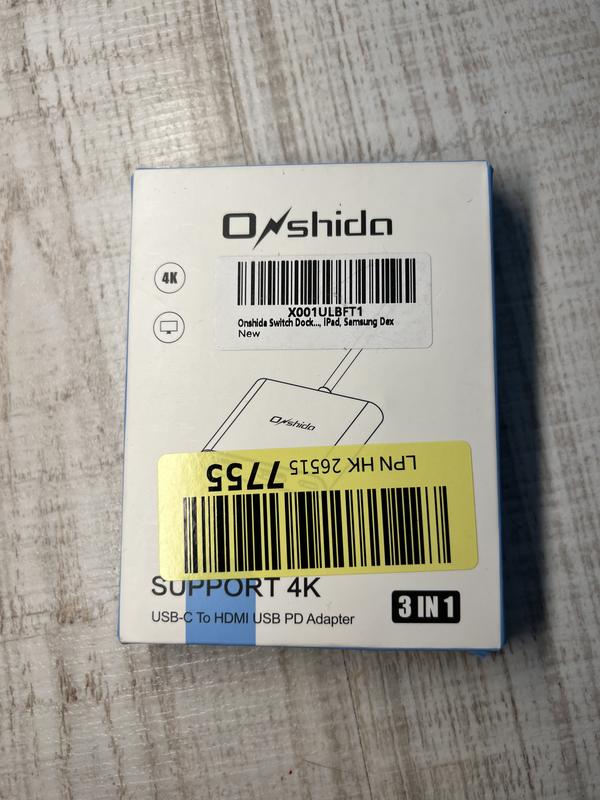 Onshida
4K
X001ULBFT1
Onshida Switch Dock..., iPad, Samsung Dex
New
Onshida
LPN HK 26515 7755
SUPPORT 4K
USB-C To HDMI USB PD Adapter
3 IN 1